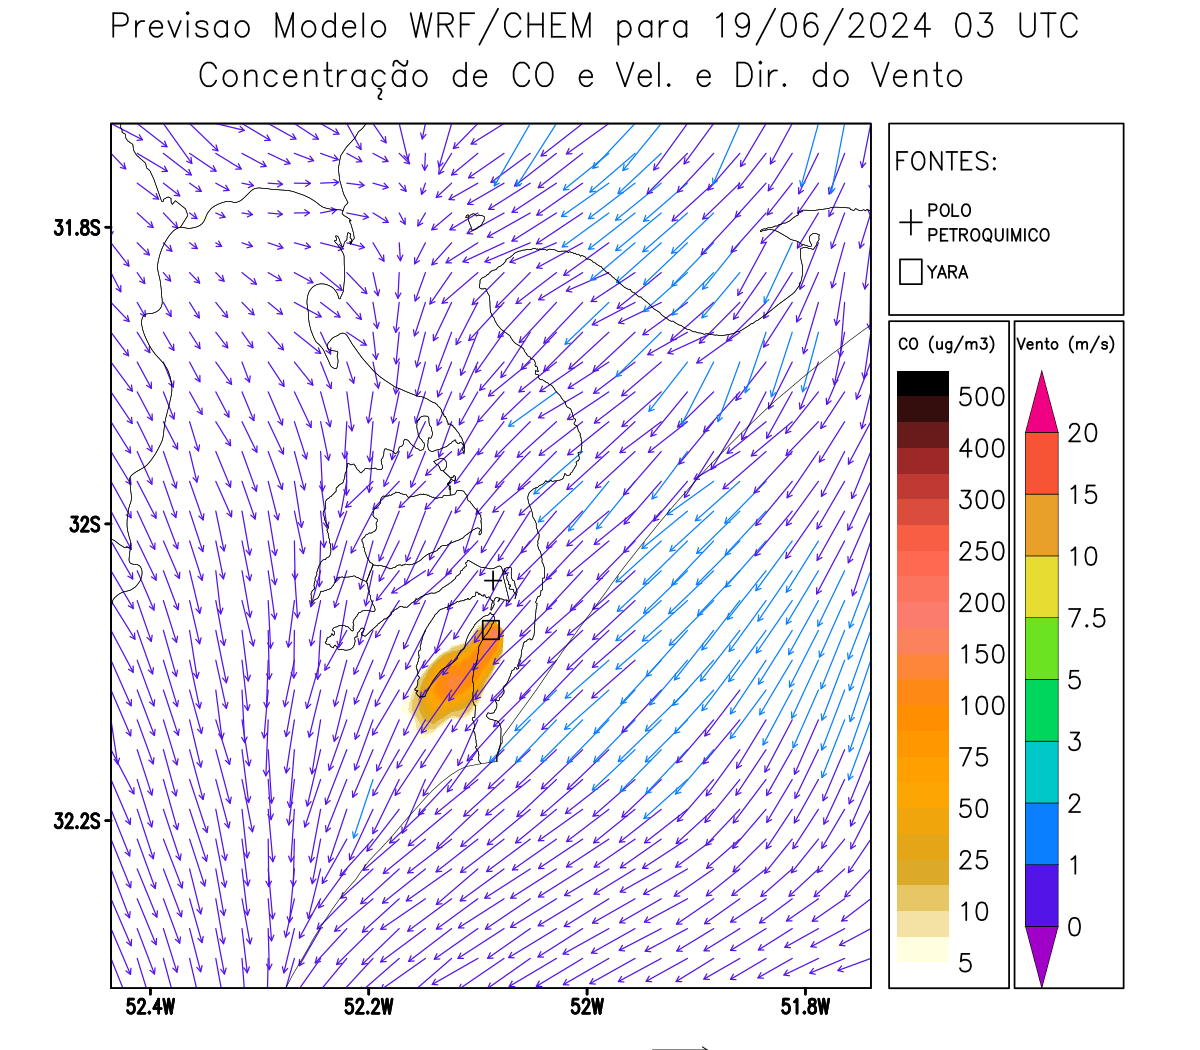 Previsao Modelo WRF/CHEM para 19/06/2024 03 UTC
Concentração de CO e Vel. e Dir. do Vento
FONTES:
POLO
PETROQUIMICO
YARA
CO (ug/m3)
500
400
300
250
200
150
100
75
50
25
10
5
Vento (m/s)
20
15
10
7.5
5
3
2
1
0
31.8S
32S
32.2S
52.4W
52.2W
52W
51.8W